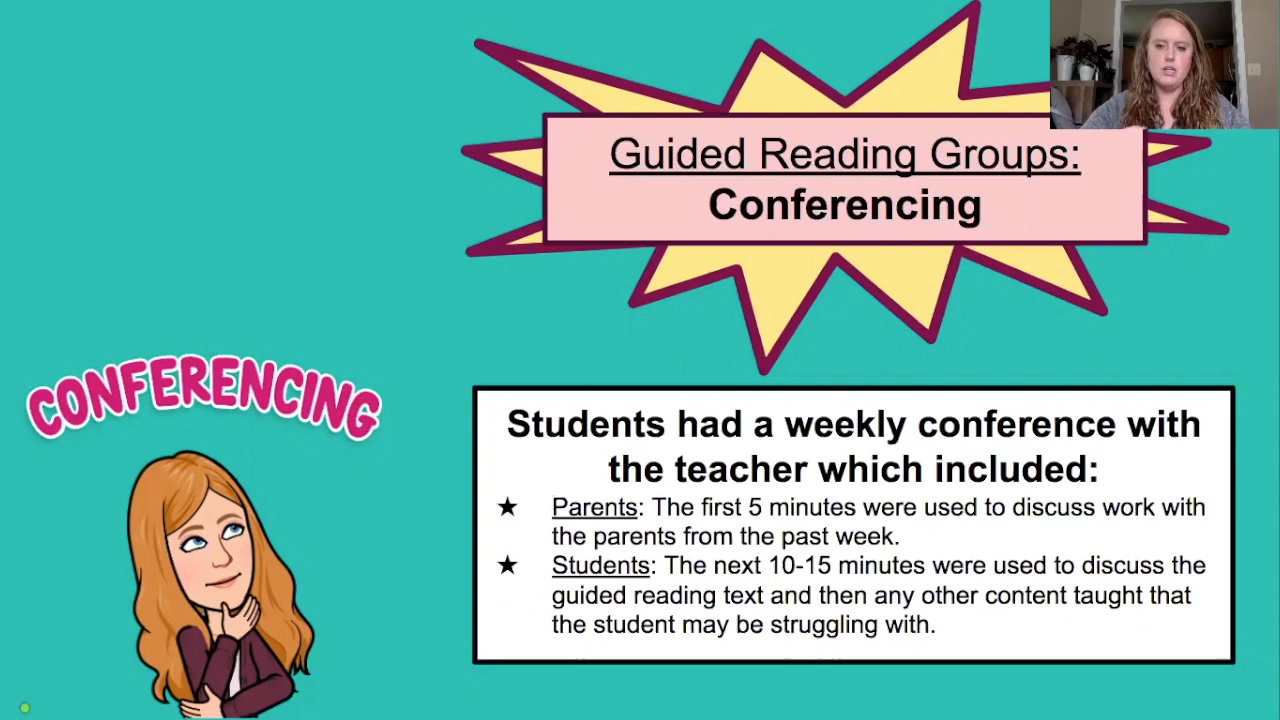 Guided Reading Groups:
Conferencing
CONFERENCING
Students had a weekly conference with
the teacher which included:
★ Parents: The first 5 minutes were used to discuss work with
the parents from the past week.
★ Students: The next 10-15 minutes were used to discuss the
guided reading text and then any other content taught that
the student may be struggling with.